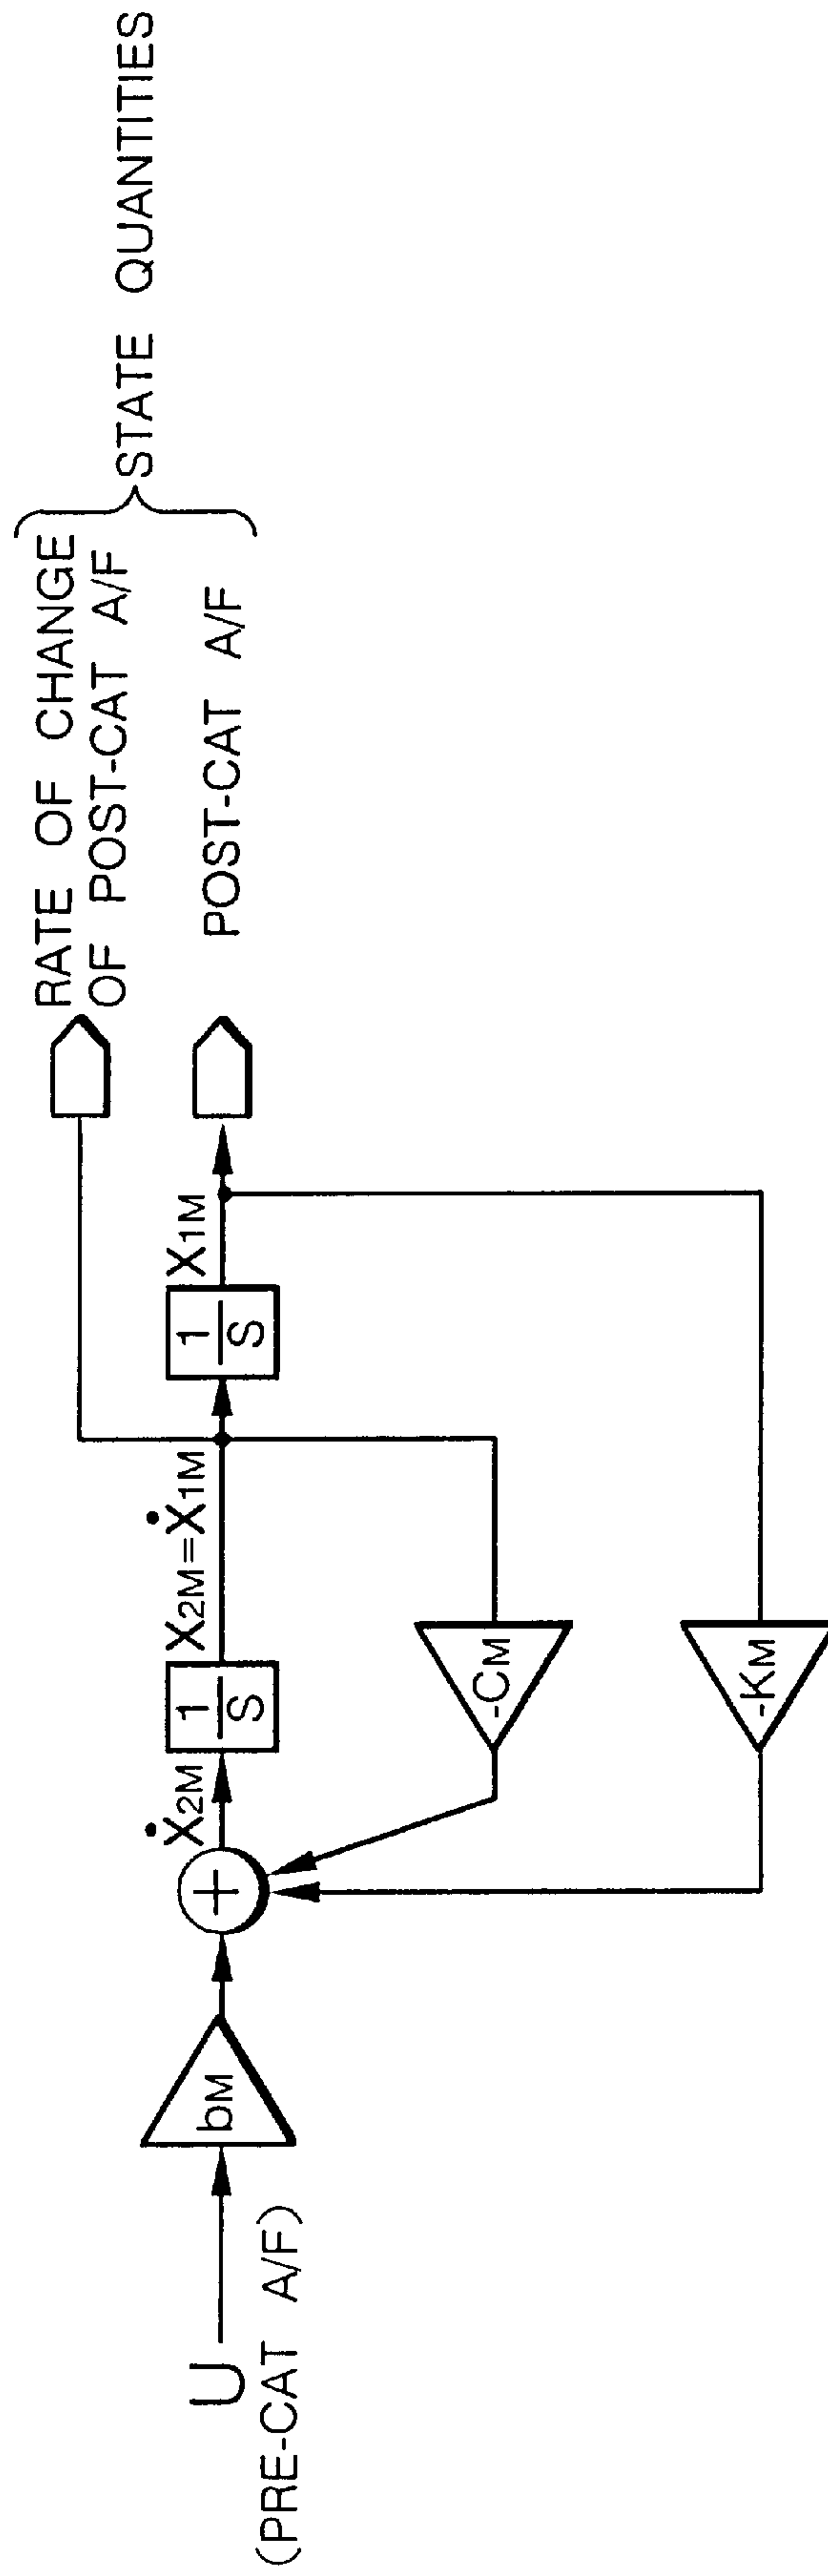 U
(PRE-CAT A/F)
bM
+
Ẋ2M
1
S
X2M=Ẋ1M
1
S
X1M
-CM
-KM
RATE OF CHANGE
OF POST-CAT A/F
POST-CAT A/F
STATE QUANTITIES